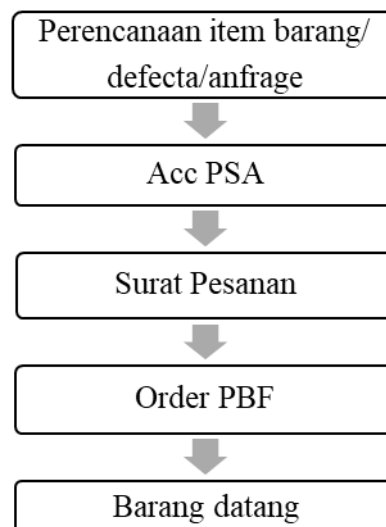 Perencanaan item barang/
defecta/anfrage
Acc PSA
Surat Pesanan
Order PBF
Barang datang